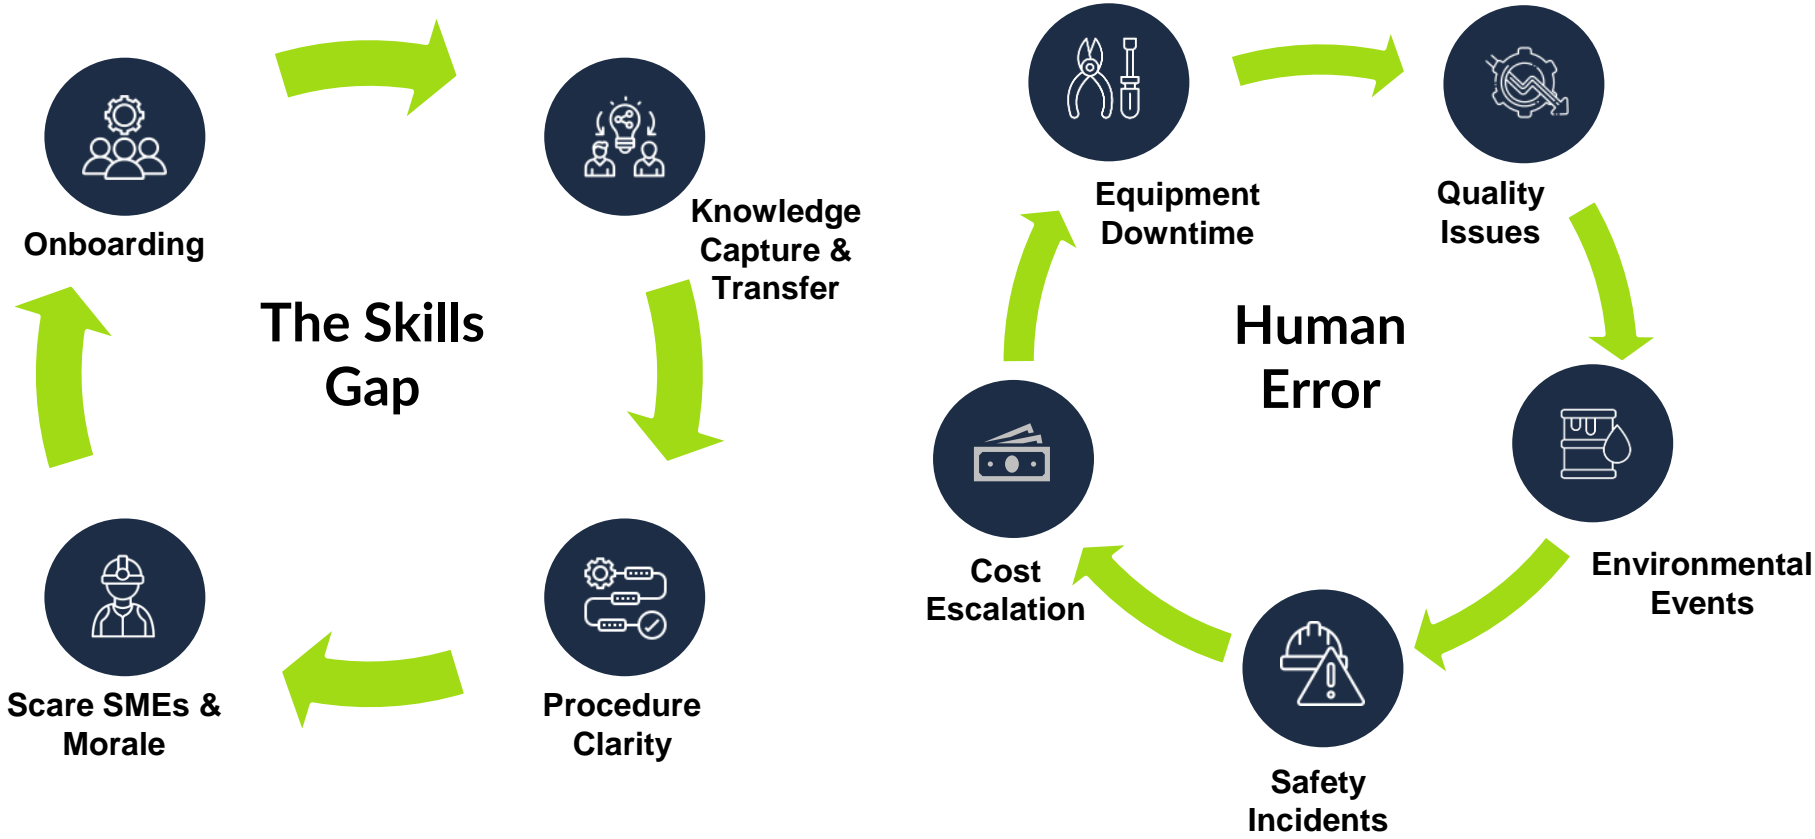 Onboarding
Knowledge
Capture &
Transfer
The Skills
Gap
Scare SMEs &
Morale
Procedure
Clarity
Equipment
Downtime
Quality
Issues
Human
Error
Cost
Escalation
Environmental
Events
Safety
Incidents